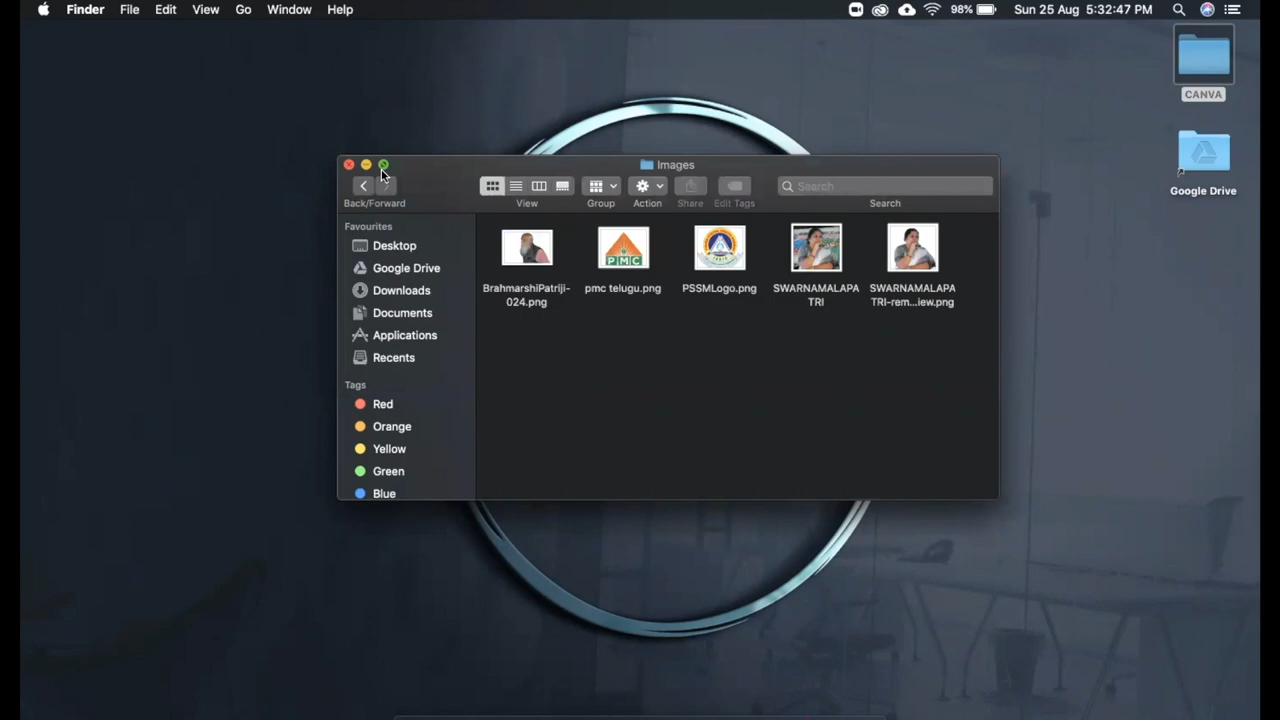 Finder File Edit View Go Window Help 98% Sun 25 Aug 5:32:47 PM
CANVA
Google Drive
Images
Search
Back/Forward View Group Action Share Edit Tags Search
Favourites
Desktop
Google Drive
Downloads
Documents
Applications
Recents
Tags
Red
Orange
Yellow
Green
Blue
PMC
BrahmarshiPatriji-
024.png
pmc telugu.png
PSSMLogo.png
SWARNAMALAPA
TRI
SWARNAMALAPA
TRI-rem...iew.png